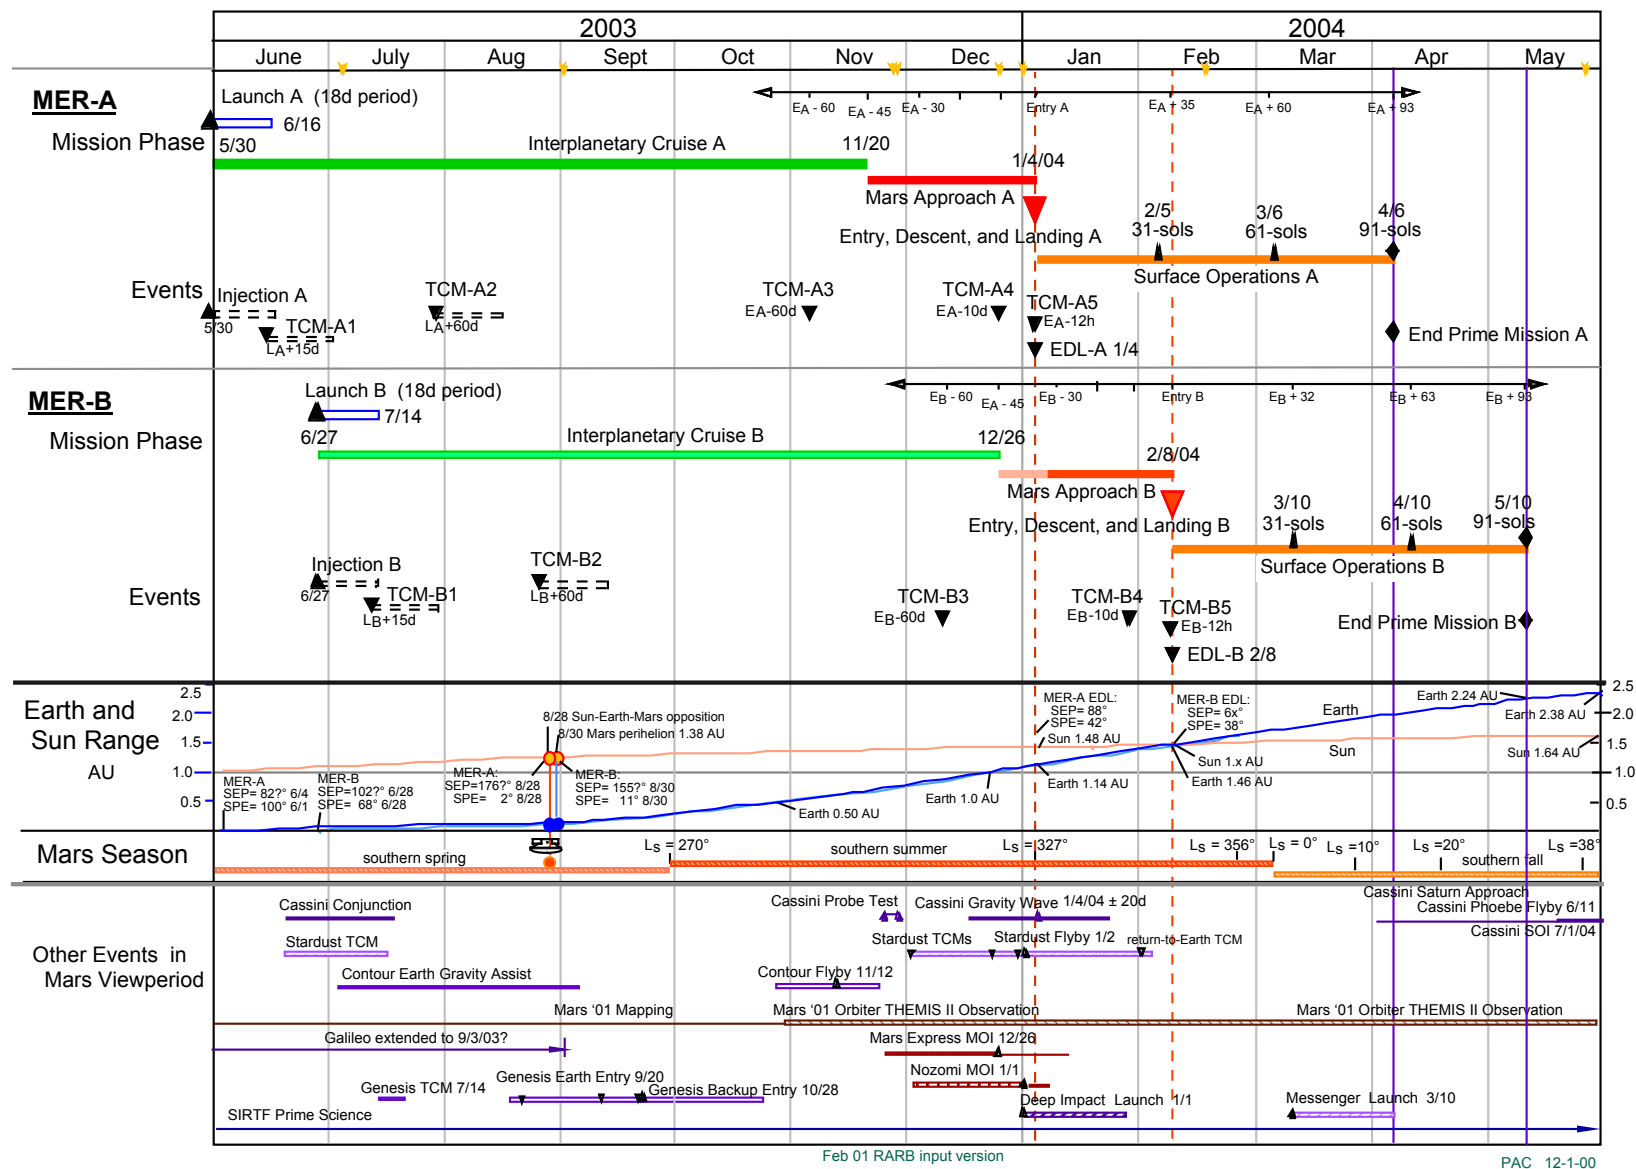 2003
2004
June
July
Aug
Sept
Oct
Nov
Dec
Jan
Feb
Mar
Apr
May
MER-A
Launch A (18d period)
6/16
Mission Phase
5/30
Interplanetary Cruise A
11/20
EA - 60
EA - 45
EA - 30
Entry A
EA + 35
EA + 60
EA + 93
1/4/04
Mars Approach A
Entry, Descent, and Landing A
2/5
31-sols
3/6
61-sols
4/6
91-sols
Surface Operations A
Events
Injection A
5/30
TCM-A1
LA+15d
TCM-A2
LA+60d
TCM-A3
EA-60d
TCM-A4
EA-10d
TCM-A5
EA-12h
EDL-A 1/4
End Prime Mission A
MER-B
Launch B (18d period)
7/14
Mission Phase
6/27
Interplanetary Cruise B
12/26
EB - 60
EA - 45
EB - 30
Entry B
EB + 32
EB + 63
EB + 93
2/8/04
Mars Approach B
Entry, Descent, and Landing B
3/10
31-sols
4/10
61-sols
5/10
91-sols
Surface Operations B
Events
Injection B
6/27
TCM-B1
LB+15d
TCM-B2
LB+60d
TCM-B3
EB-60d
TCM-B4
EB-10d
TCM-B5
EB-12h
EDL-B 2/8
End Prime Mission B
Earth and
Sun Range
AU
2.5
2.0
1.5
1.0
0.5
8/28 Sun-Earth-Mars opposition
8/30 Mars perihelion 1.38 AU
MER-A
SEP= 82?° 6/4
SPE= 100° 6/1
MER-B
SEP=102?° 6/28
SPE= 68° 6/28
MER-A:
SEP=176?° 8/28
SPE= 2° 8/28
MER-B:
SEP= 155?° 8/30
SPE= 11° 8/30
Earth 0.50 AU
Earth 1.0 AU
MER-A EDL:
SEP= 88°
SPE= 42°
Sun 1.48 AU
Earth 1.14 AU
MER-B EDL:
SEP= 6x°
SPE= 38°
Sun 1.x AU
Earth 1.46 AU
Earth
Sun
Earth 2.24 AU
Earth 2.38 AU
Sun 1.64 AU
2.5
2.0
1.5
1.0
0.5
Mars Season
southern spring
LS = 270°
southern summer
LS = 327°
LS = 356°
LS = 0°
LS =10°
LS =20°
LS =38°
southern fall
Other Events in
Mars Viewperiod
Cassini Conjunction
Cassini Probe Test
Cassini Gravity Wave 1/4/04 ± 20d
Cassini Saturn Approach
Cassini Phoebe Flyby 6/11
Cassini SOI 7/1/04
Stardust TCM
Stardust TCMs
Stardust Flyby 1/2
return-to-Earth TCM
Contour Earth Gravity Assist
Contour Flyby 11/12
Mars ‘01 Mapping
Mars ‘01 Orbiter THEMIS II Observation
Mars ‘01 Orbiter THEMIS II Observation
Galileo extended to 9/3/03?
Mars Express MOI 12/26
Nozomi MOI 1/1
Genesis TCM 7/14
Genesis Earth Entry 9/20
Genesis Backup Entry 10/28
Deep Impact Launch 1/1
Messenger Launch 3/10
SIRTF Prime Science
Feb 01 RARB input version
PAC 12-1-00